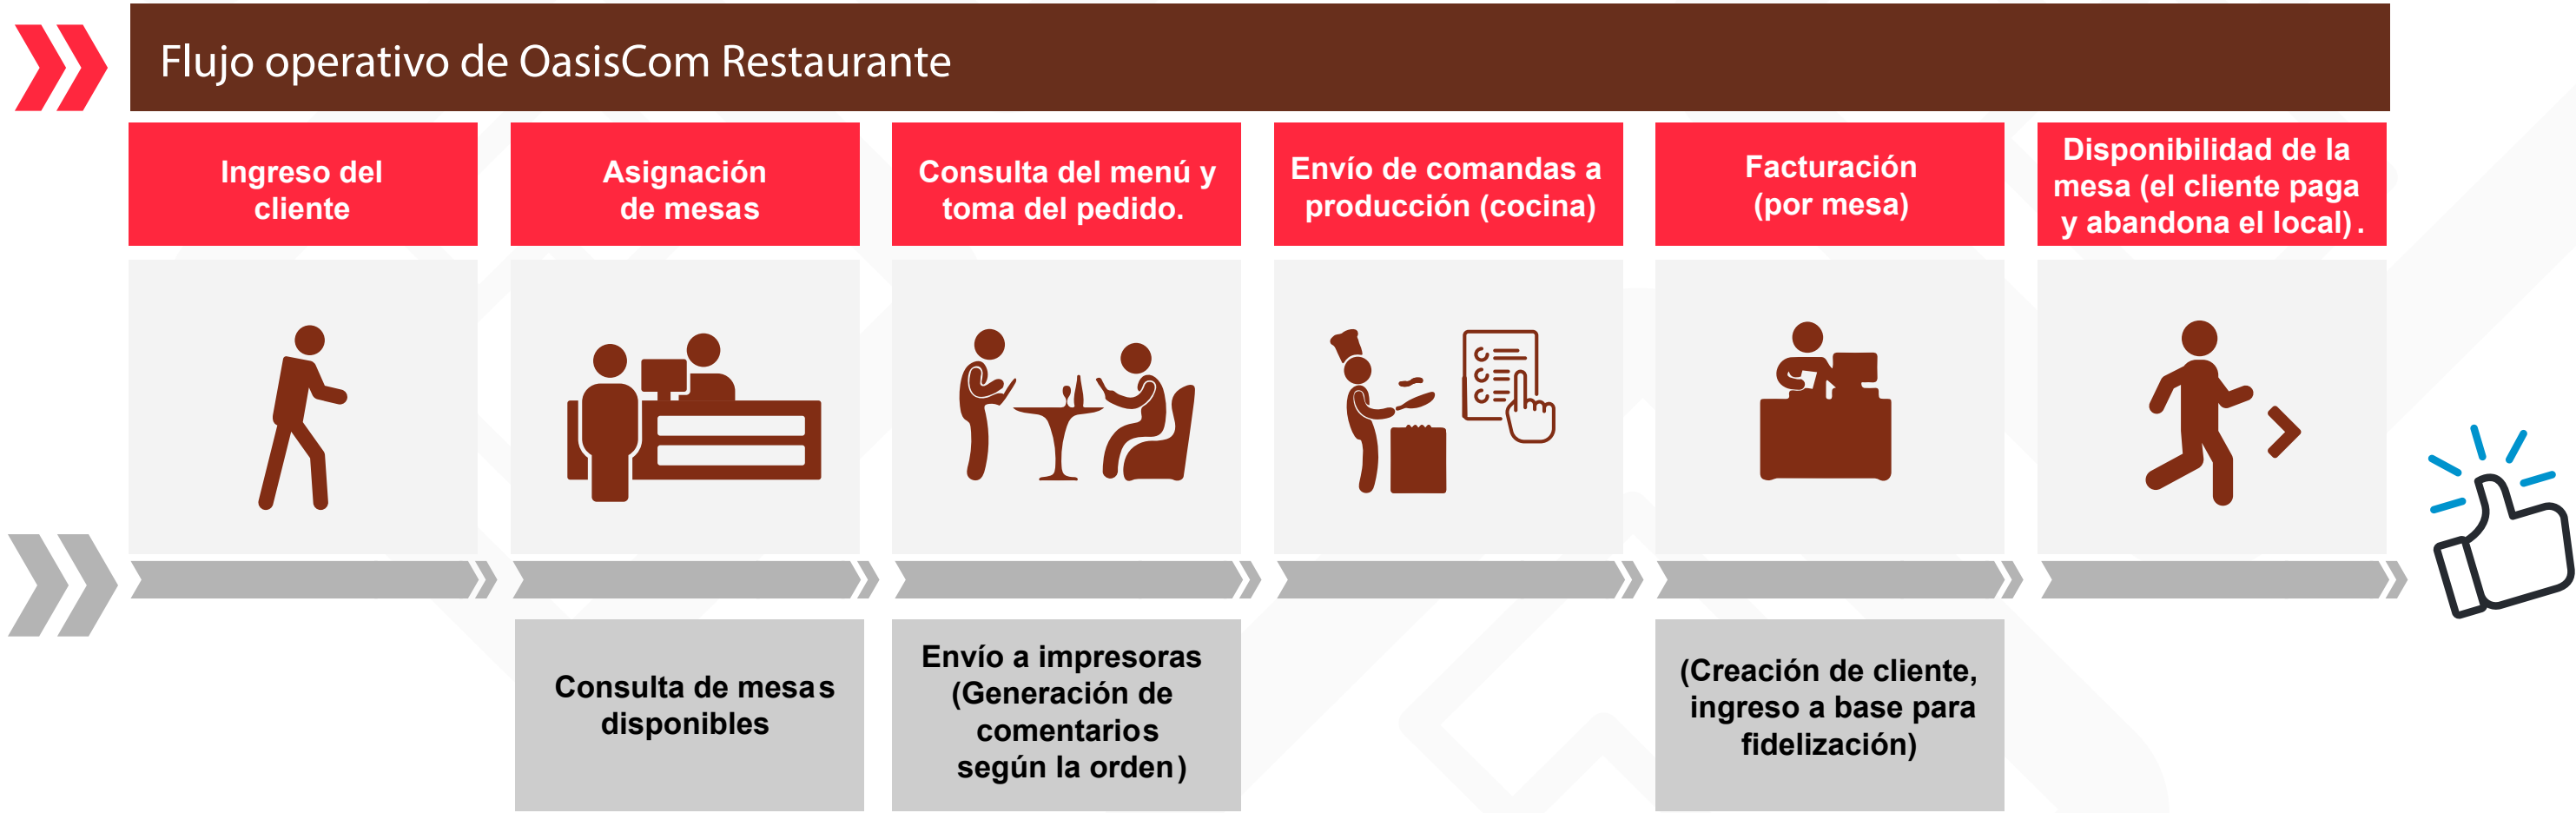 Flujo operativo de OasisCom Restaurante
Ingreso del
cliente
Asignación
de mesas
Consulta del menú y
toma del pedido.
Envío de comandas a
producción (cocina)
Facturación
(por mesa)
Disponibilidad de la
mesa (el cliente paga
y abandona el local).
Consulta de mesas
disponibles
Envío a impresoras
(Generación de
comentarios
según la orden)
(Creación de cliente,
ingreso a base para
fidelización)